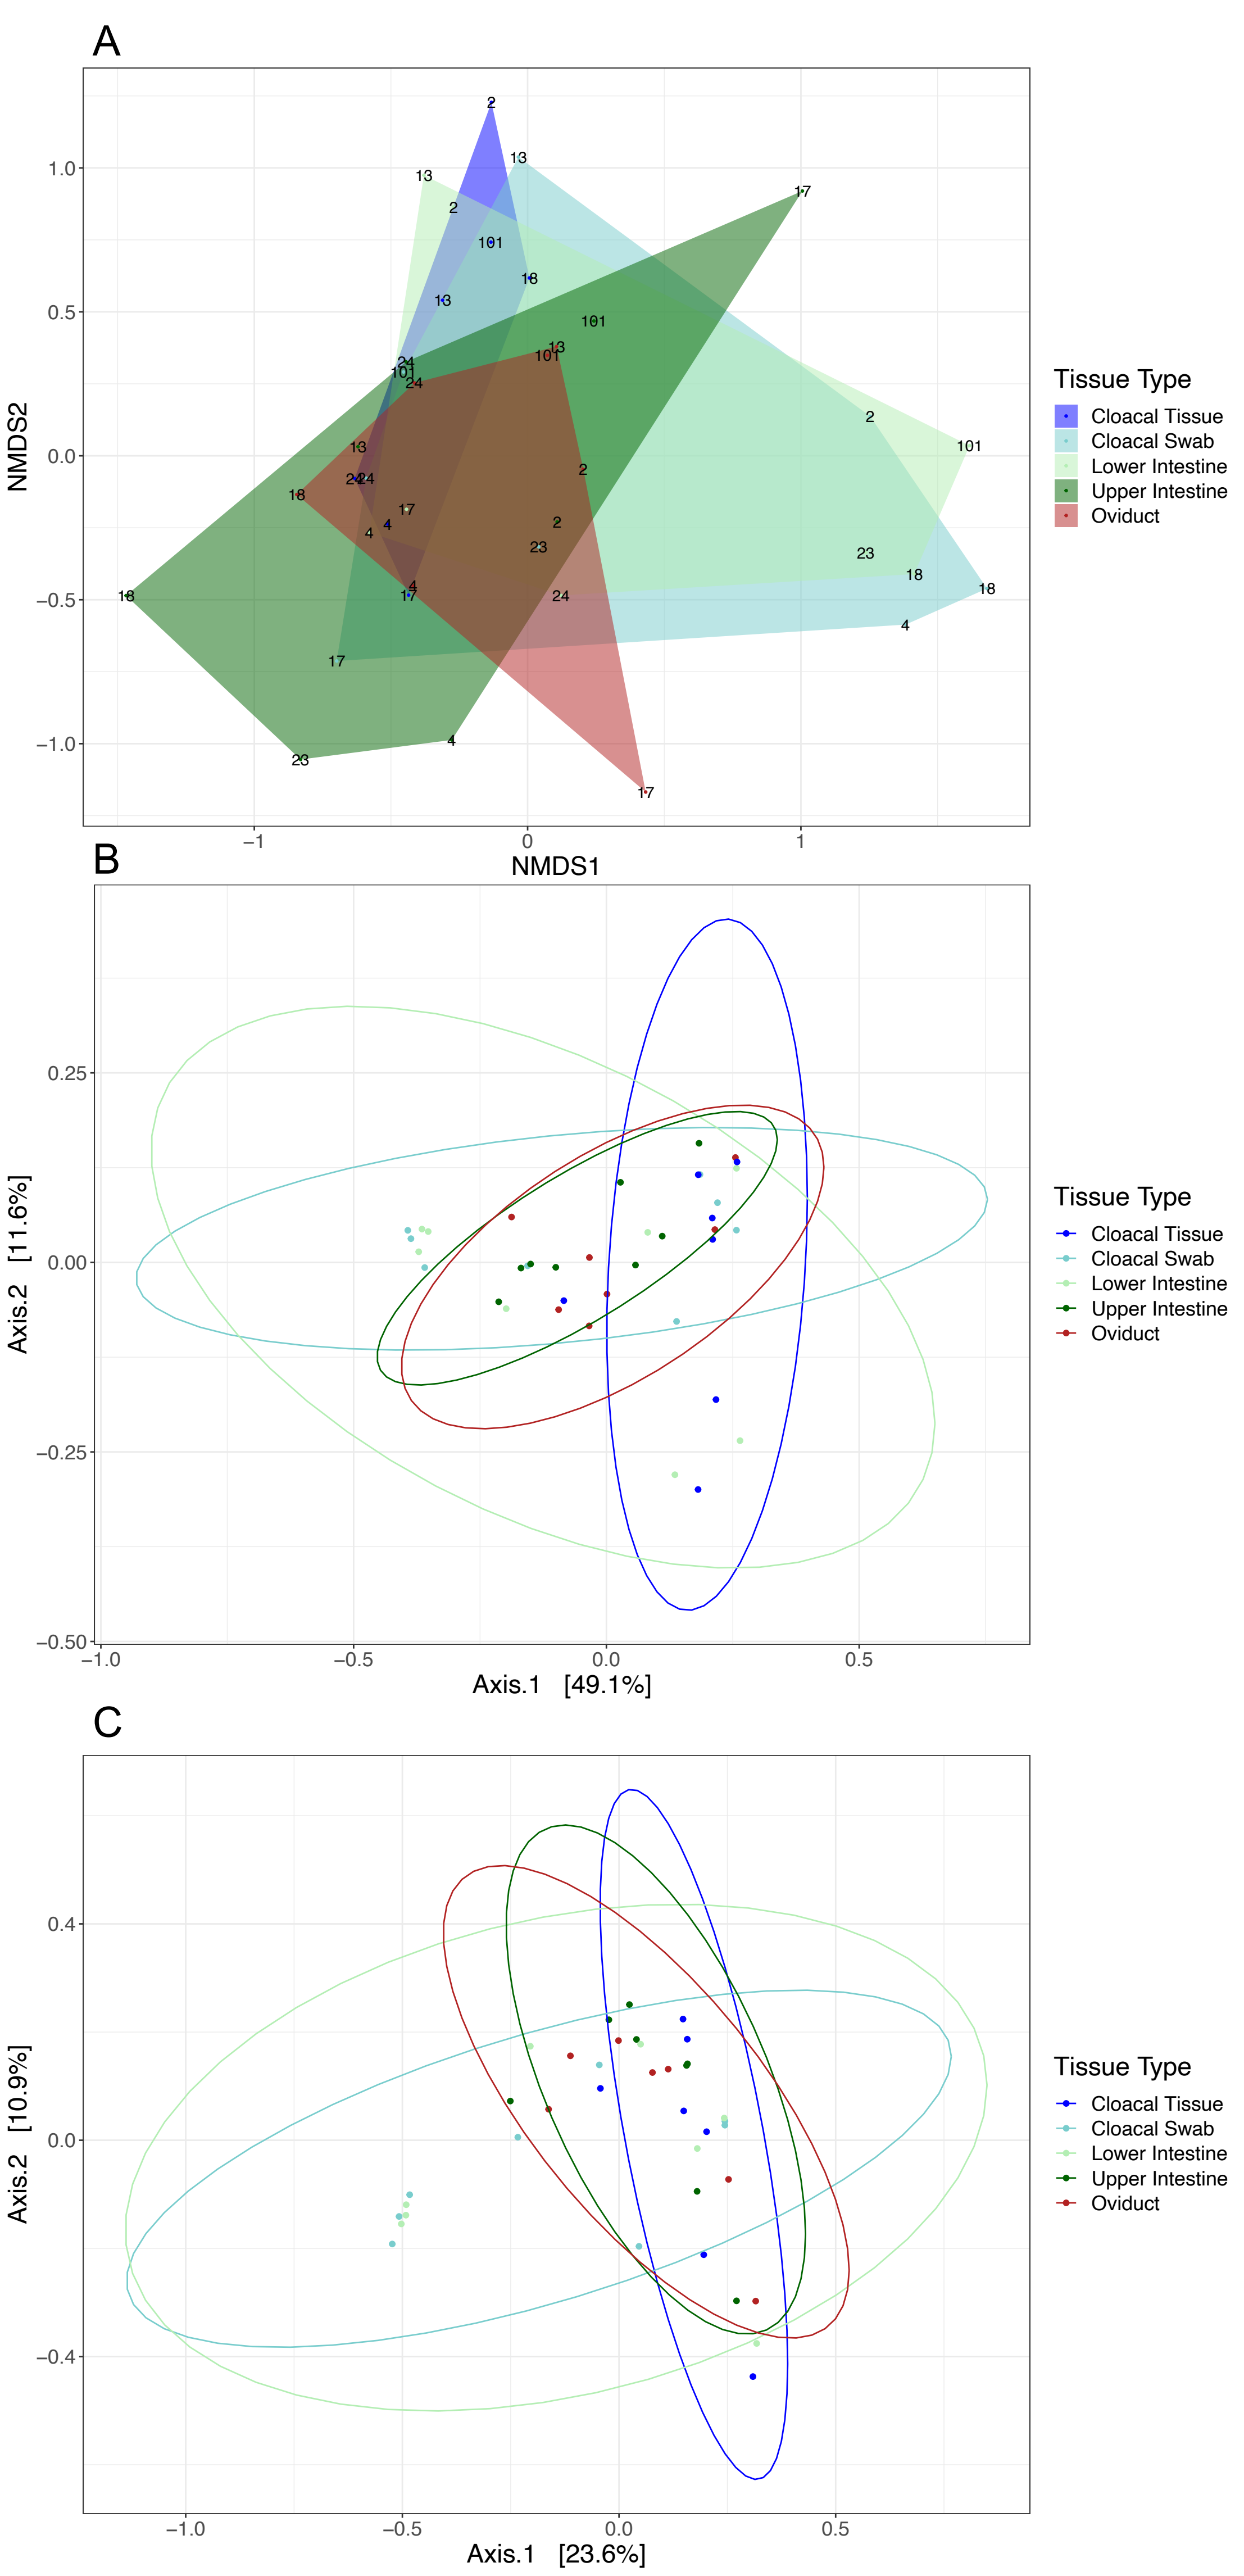 A
2
13
13
17
2
101
1.0
18
13
0.5
101
13
24
101
101
24
2
101
13
0.0
2
24
24
18
17
2
4
4
23
23
18
4
17
24
18
18
−0.5
4
17
4
−1.0
23
17
NMDS2
−1
0
1
NMDS1
Tissue Type
Cloacal Tissue
Cloacal Swab
Lower Intestine
Upper Intestine
Oviduct
B
0.25
0.00
−0.25
−0.50
Axis.2 [11.6%]
−1.0
−0.5
0.0
0.5
Axis.1 [49.1%]
Tissue Type
Cloacal Tissue
Cloacal Swab
Lower Intestine
Upper Intestine
Oviduct
C
0.4
0.0
−0.4
Axis.2 [10.9%]
−1.0
−0.5
0.0
0.5
Axis.1 [23.6%]
Tissue Type
Cloacal Tissue
Cloacal Swab
Lower Intestine
Upper Intestine
Oviduct